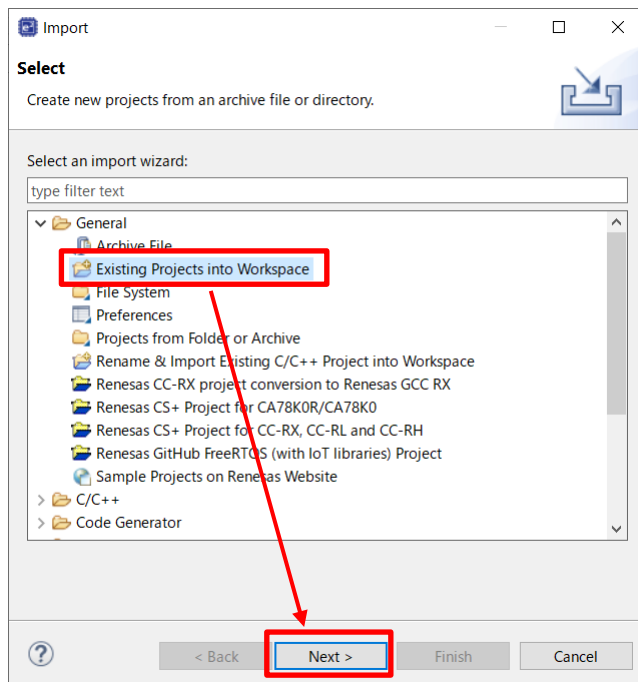 Import
Select
Create new projects from an archive file or directory.
Select an import wizard:
type filter text
General
Archive File
Existing Projects into Workspace
File System
Preferences
Projects from Folder or Archive
Rename & Import Existing C/C++ Project into Workspace
Renesas CC-RX project conversion to Renesas GCC RX
Renesas CS+ Project for CA78K0R/CA78K0
Renesas CS+ Project for CC-RX, CC-RL and CC-RH
Renesas GitHub FreeRTOS (with IoT libraries) Project
Sample Projects on Renesas Website
C/C++
Code Generator
? < Back Next > Finish Cancel